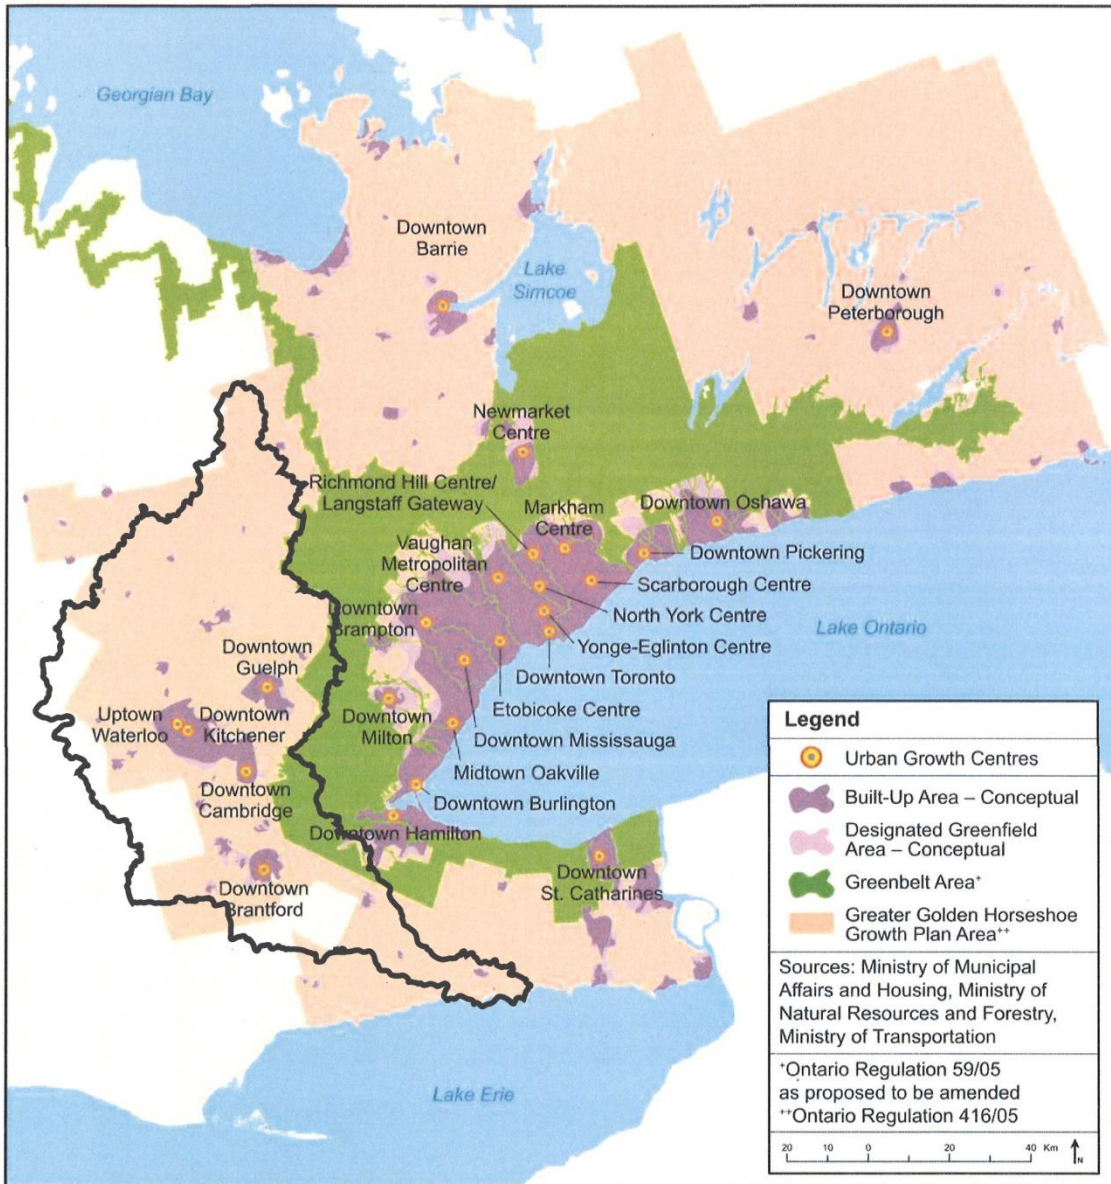 Georgian Bay
Downtown
Barrie
Lake
Simcoe
Downtown
Peterborough
Newmarket
Centre
Richmond Hill Centre/
Langstaff Gateway
Markham
Centre
Downtown Oshawa
Vaughan
Metropolitan
Centre
Downtown Pickering
Scarborough Centre
North York Centre
Downtown
Brampton
Yonge-Eglinton Centre
Lake Ontario
Downtown
Guelph
Downtown Toronto
Etobicoke Centre
Uptown
Waterloo
Downtown
Kitchener
Downtown
Milton
Downtown Mississauga
Midtown Oakville
Downtown
Cambridge
Downtown Burlington
Downtown Hamilton
Downtown
St. Catharines
Downtown
Brantford
Lake Erie
Legend
Urban Growth Centres
Built-Up Area – Conceptual
Designated Greenfield
Area – Conceptual
Greenbelt Area+
Greater Golden Horseshoe
Growth Plan Area++
Sources: Ministry of Municipal
Affairs and Housing, Ministry of
Natural Resources and Forestry,
Ministry of Transportation
+Ontario Regulation 59/05
as proposed to be amended
++Ontario Regulation 416/05
20 10 0 20 40 Km N